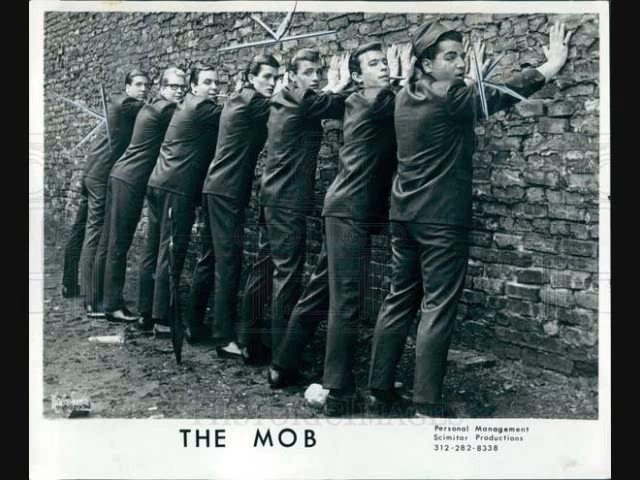 THE MOB
Personal Management
Scimitar Productions
312-282-8338